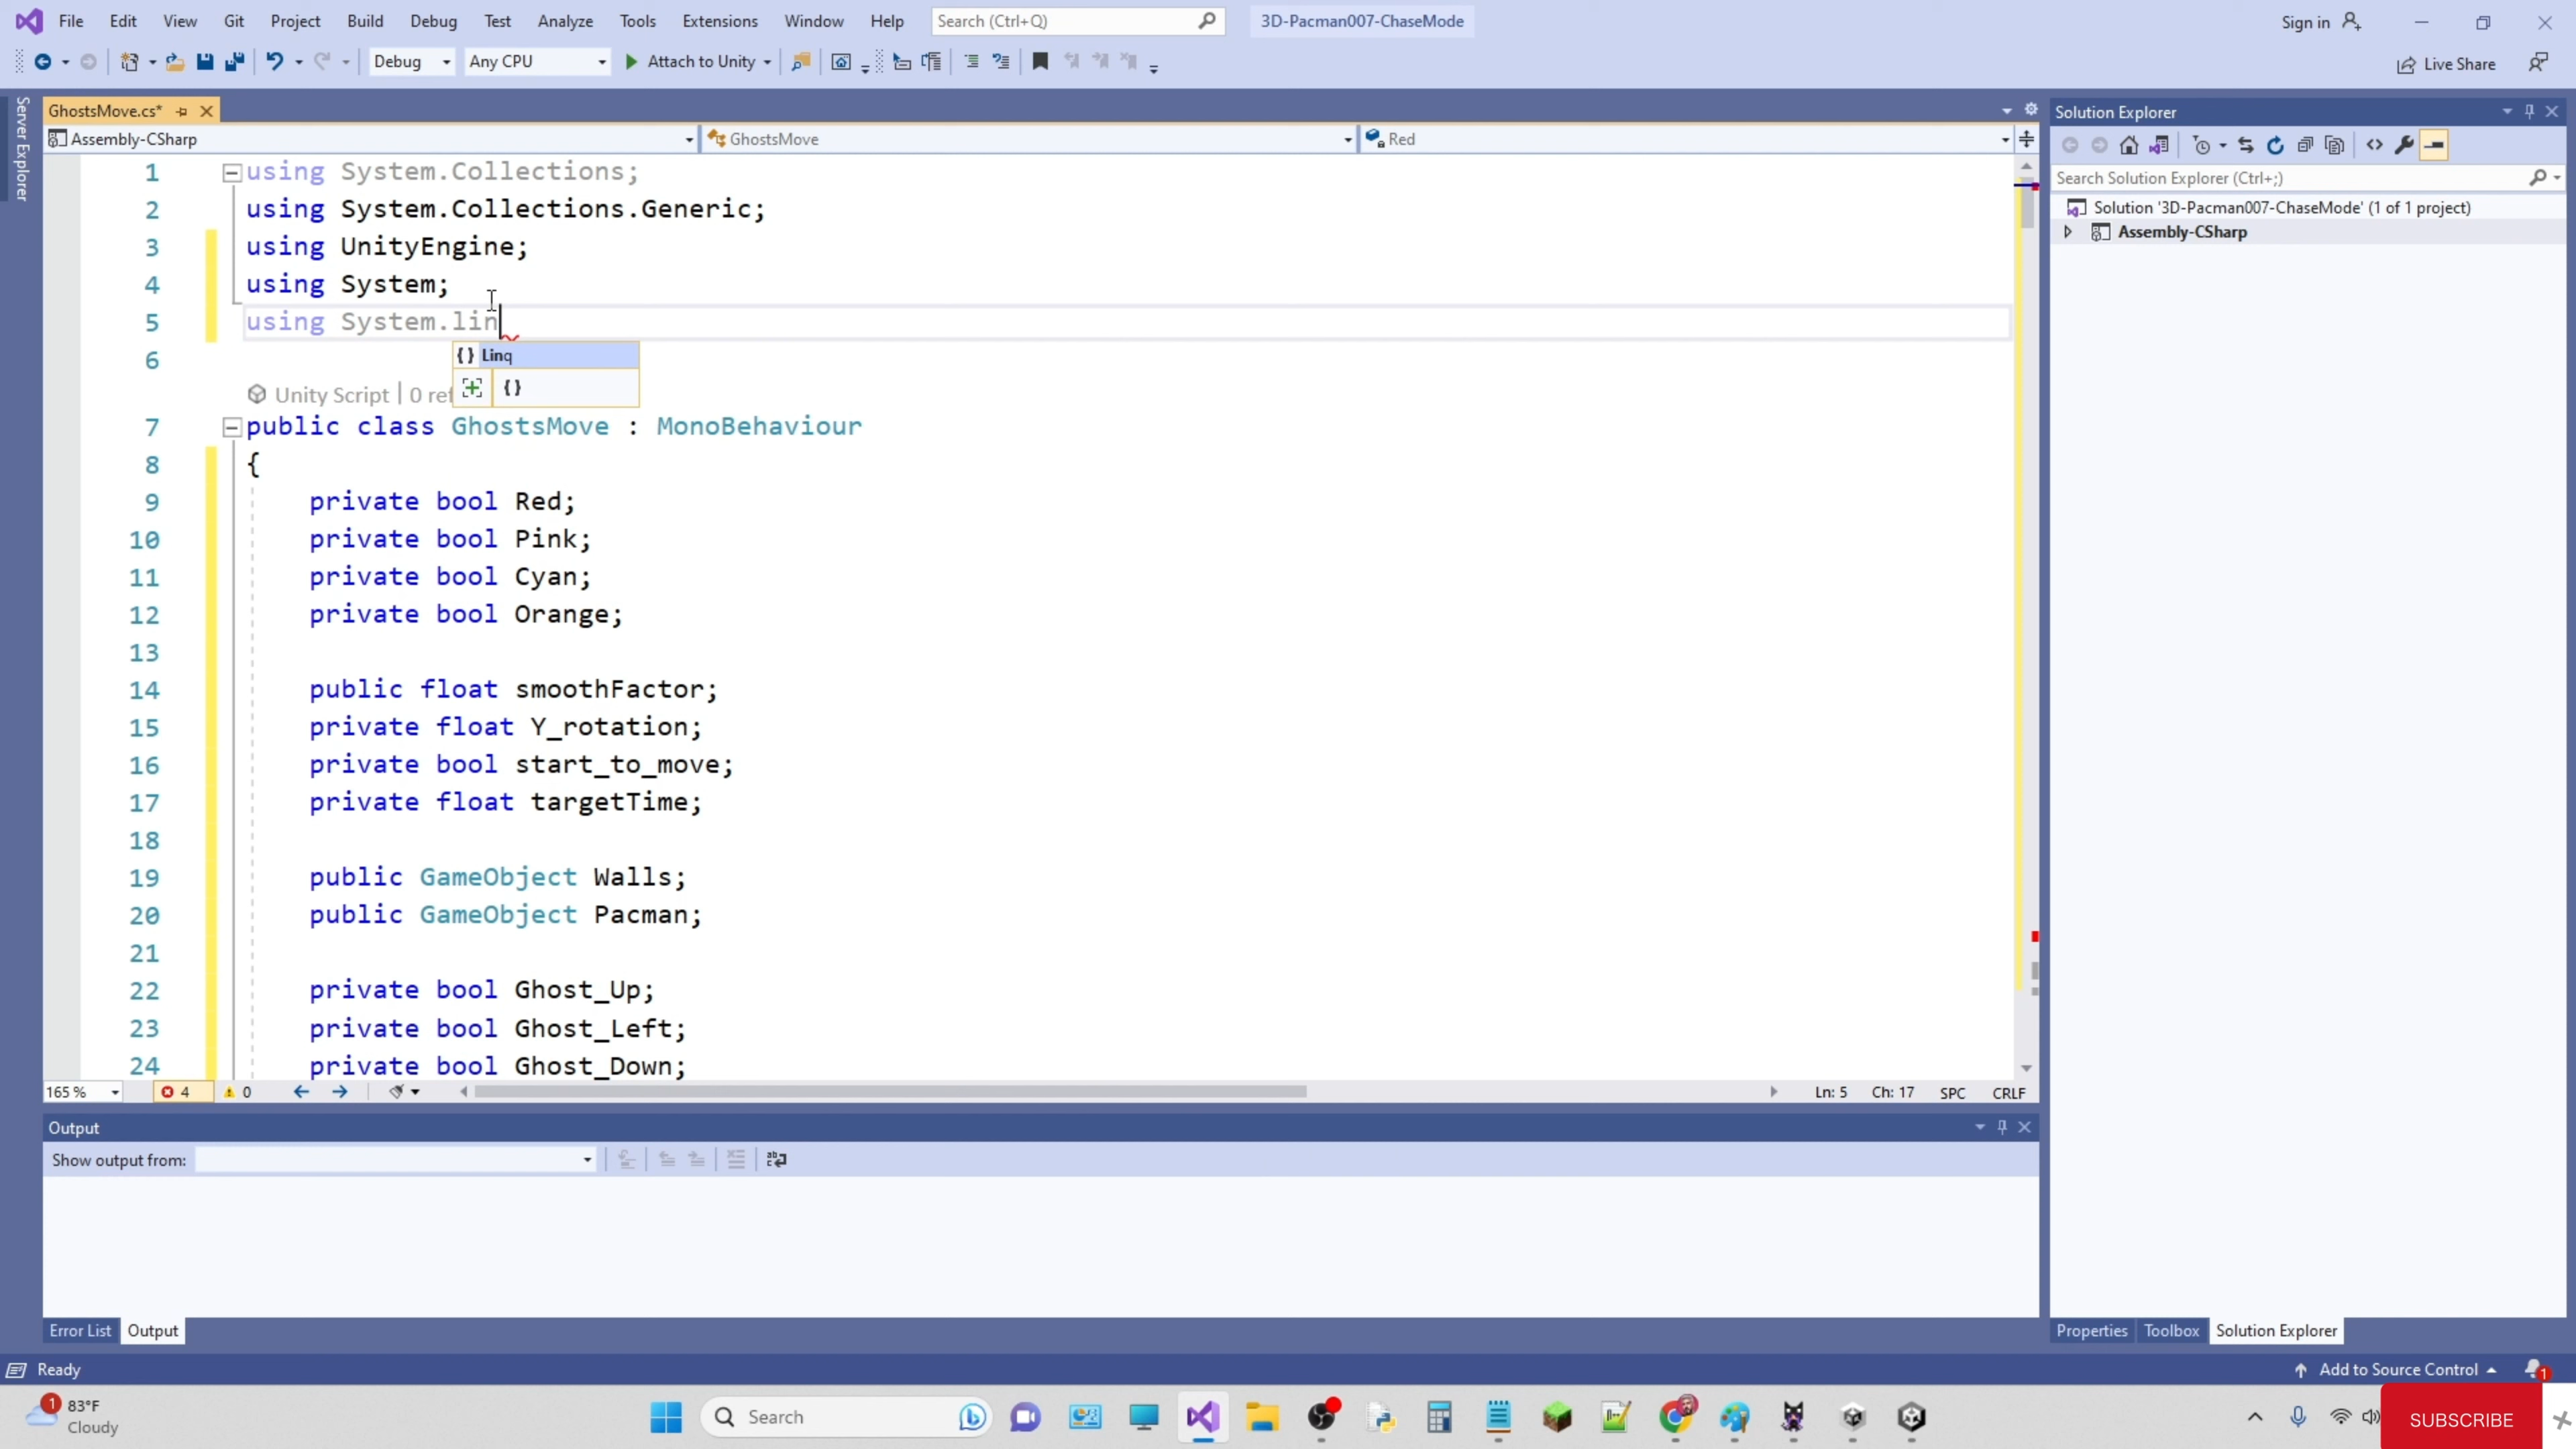 File Edit View Git Project Build Debug Test Analyze Tools Extensions Window Help Search (Ctrl+Q) 3D-Pacman007-ChaseMode Sign in
Debug Any CPU Attach to Unity Live Share
Server Explorer
GhostsMove.cs*
Assembly-CSharp GhostsMove Red
1 using System.Collections;
2 using System.Collections.Generic;
3 using UnityEngine;
4 using System;
5 using System.lin
{} Linq
{}
6
Unity Script | 0 ref
7 public class GhostsMove : MonoBehaviour
8 {
9 private bool Red;
10 private bool Pink;
11 private bool Cyan;
12 private bool Orange;
13
14 public float smoothFactor;
15 private float Y_rotation;
16 private bool start_to_move;
17 private float targetTime;
18
19 public GameObject Walls;
20 public GameObject Pacman;
21
22 private bool Ghost_Up;
23 private bool Ghost_Left;
24 private bool Ghost_Down;
165 % 4 0 Ln: 5 Ch: 17 SPC CRLF
Output
Show output from:
Error List Output
Solution Explorer
Search Solution Explorer (Ctrl+;)
Solution '3D-Pacman007-ChaseMode' (1 of 1 project)
Assembly-CSharp
Properties Toolbox Solution Explorer
Ready Add to Source Control 1
1 83°F
Cloudy
Search
SUBSCRIBE